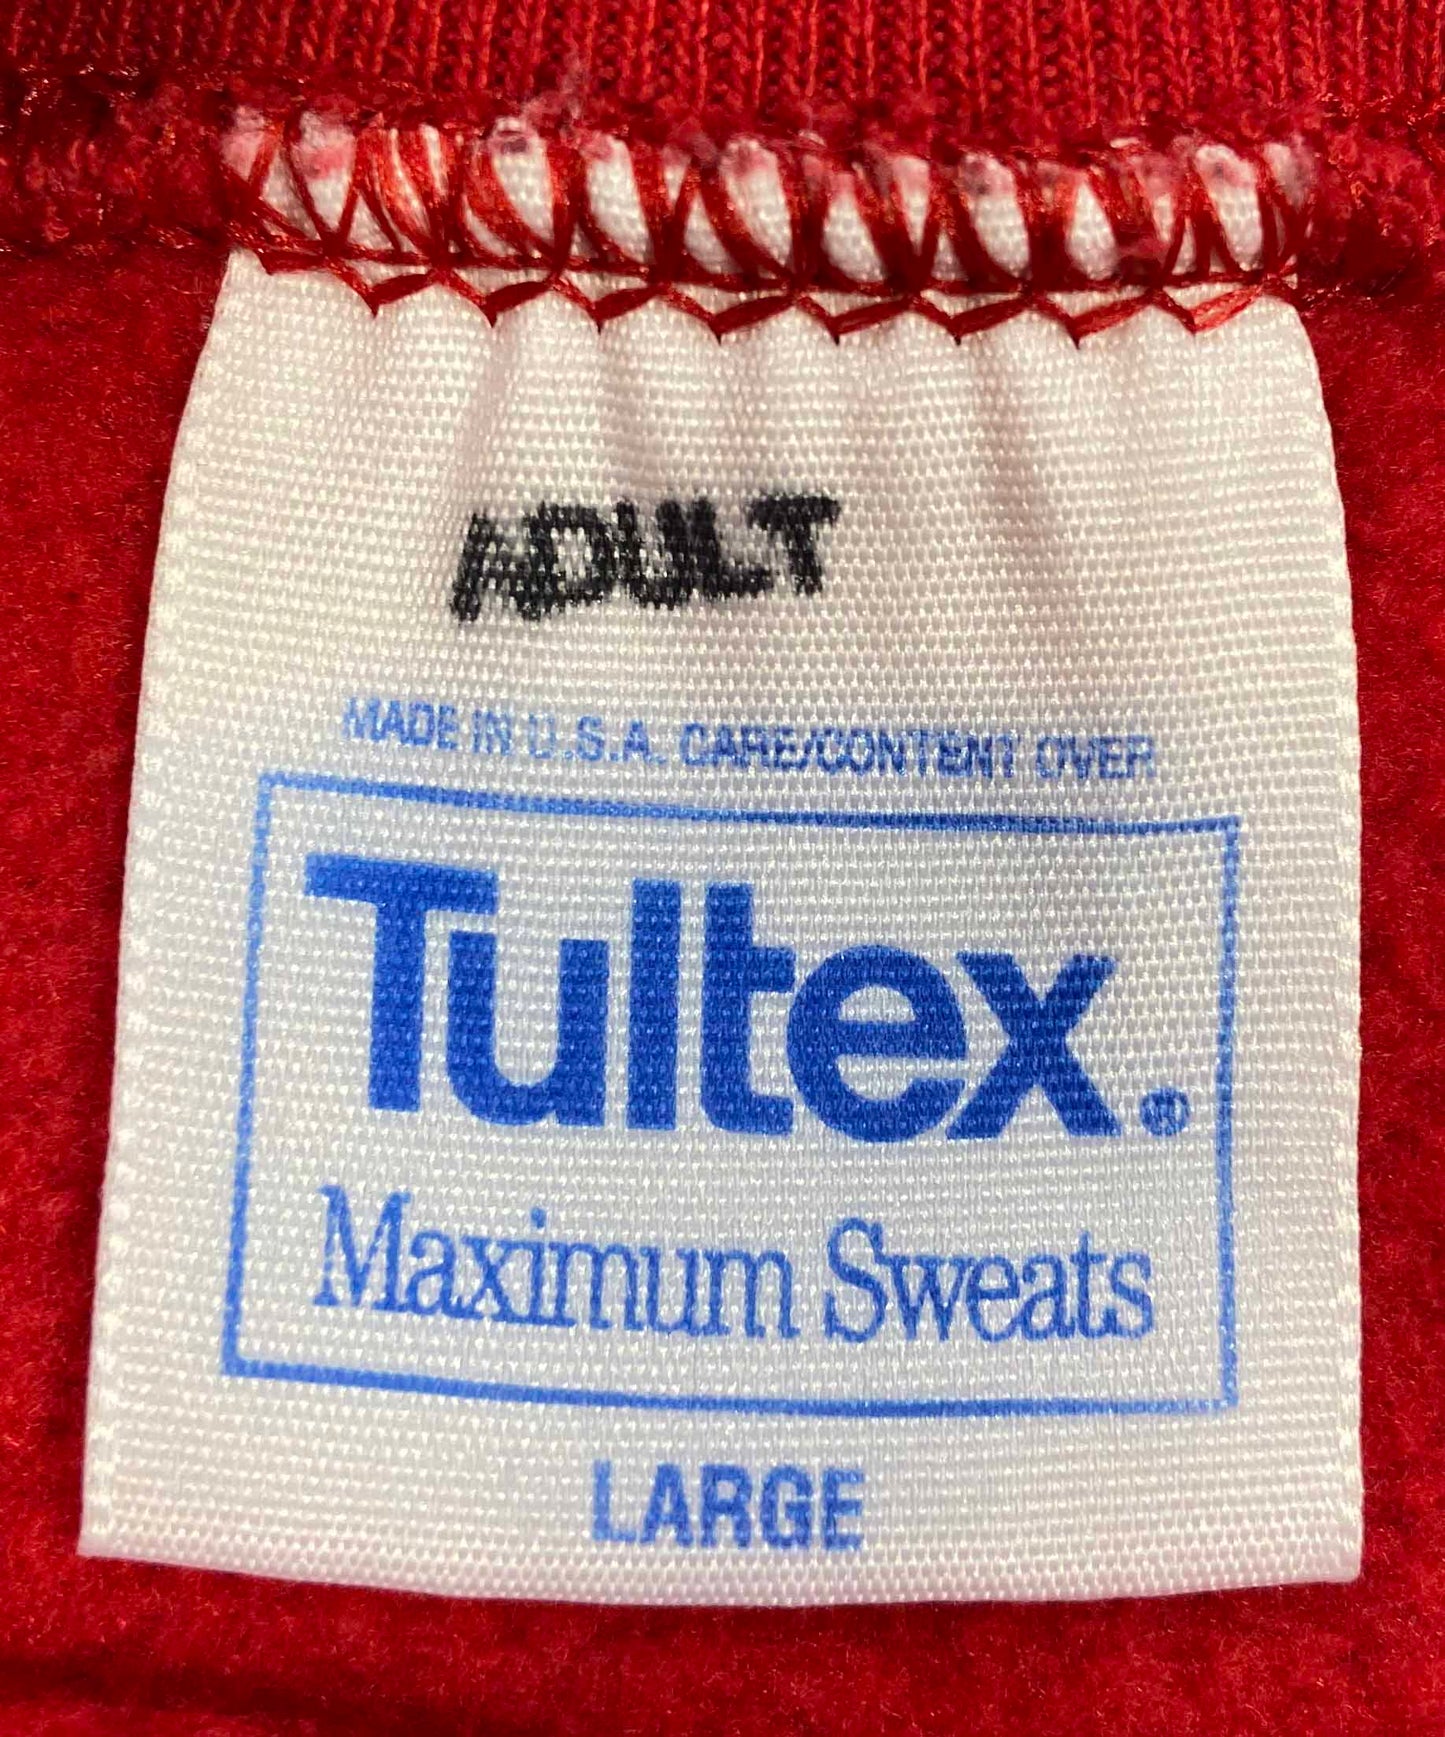 ADULT
MADE IN U.S.A. CARE/CONTENT OVER
Tultex®
Maximum Sweats
LARGE